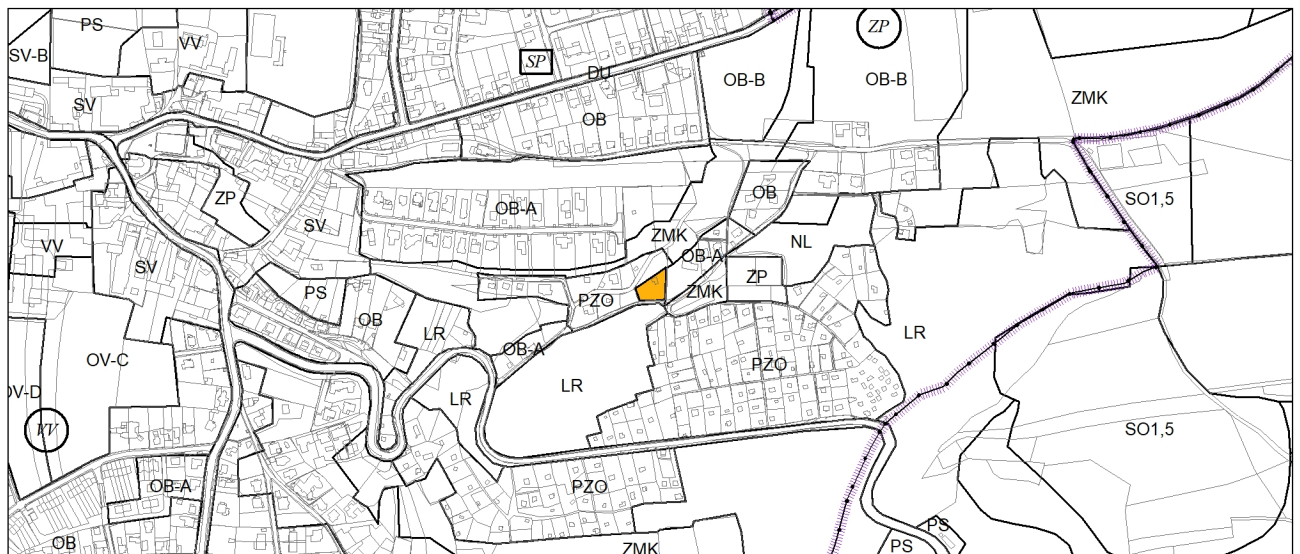 PS
ZP
SV-B
VV
SP
DU
OB-B
OB-B
ZMK
SV
OB
OB
ZP
SO1,5
OB-A
SV
ZMK
NL
VV
OB-A
SV
ZP
PS
ZMK
PZO
OB
LR
LR
OB-A
OV-C
PZO
LR
OV-D
LR
VV
SO1,5
OB-A
PZO
PS
OB
ZMK
PS